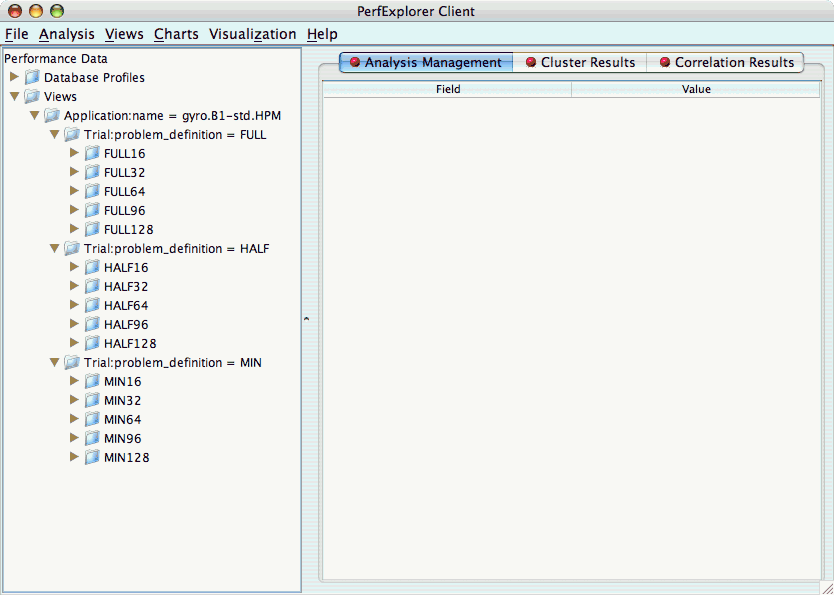 PerfExplorer Client
File Analysis Views Charts Visualization Help
Performance Data
Database Profiles
Views
Application:name = gyro.B1-std.HPM
Trial:problem_definition = FULL
FULL16
FULL32
FULL64
FULL96
FULL128
Trial:problem_definition = HALF
HALF16
HALF32
HALF64
HALF96
HALF128
Trial:problem_definition = MIN
MIN16
MIN32
MIN64
MIN96
MIN128
Analysis Management Cluster Results Correlation Results
Field Value